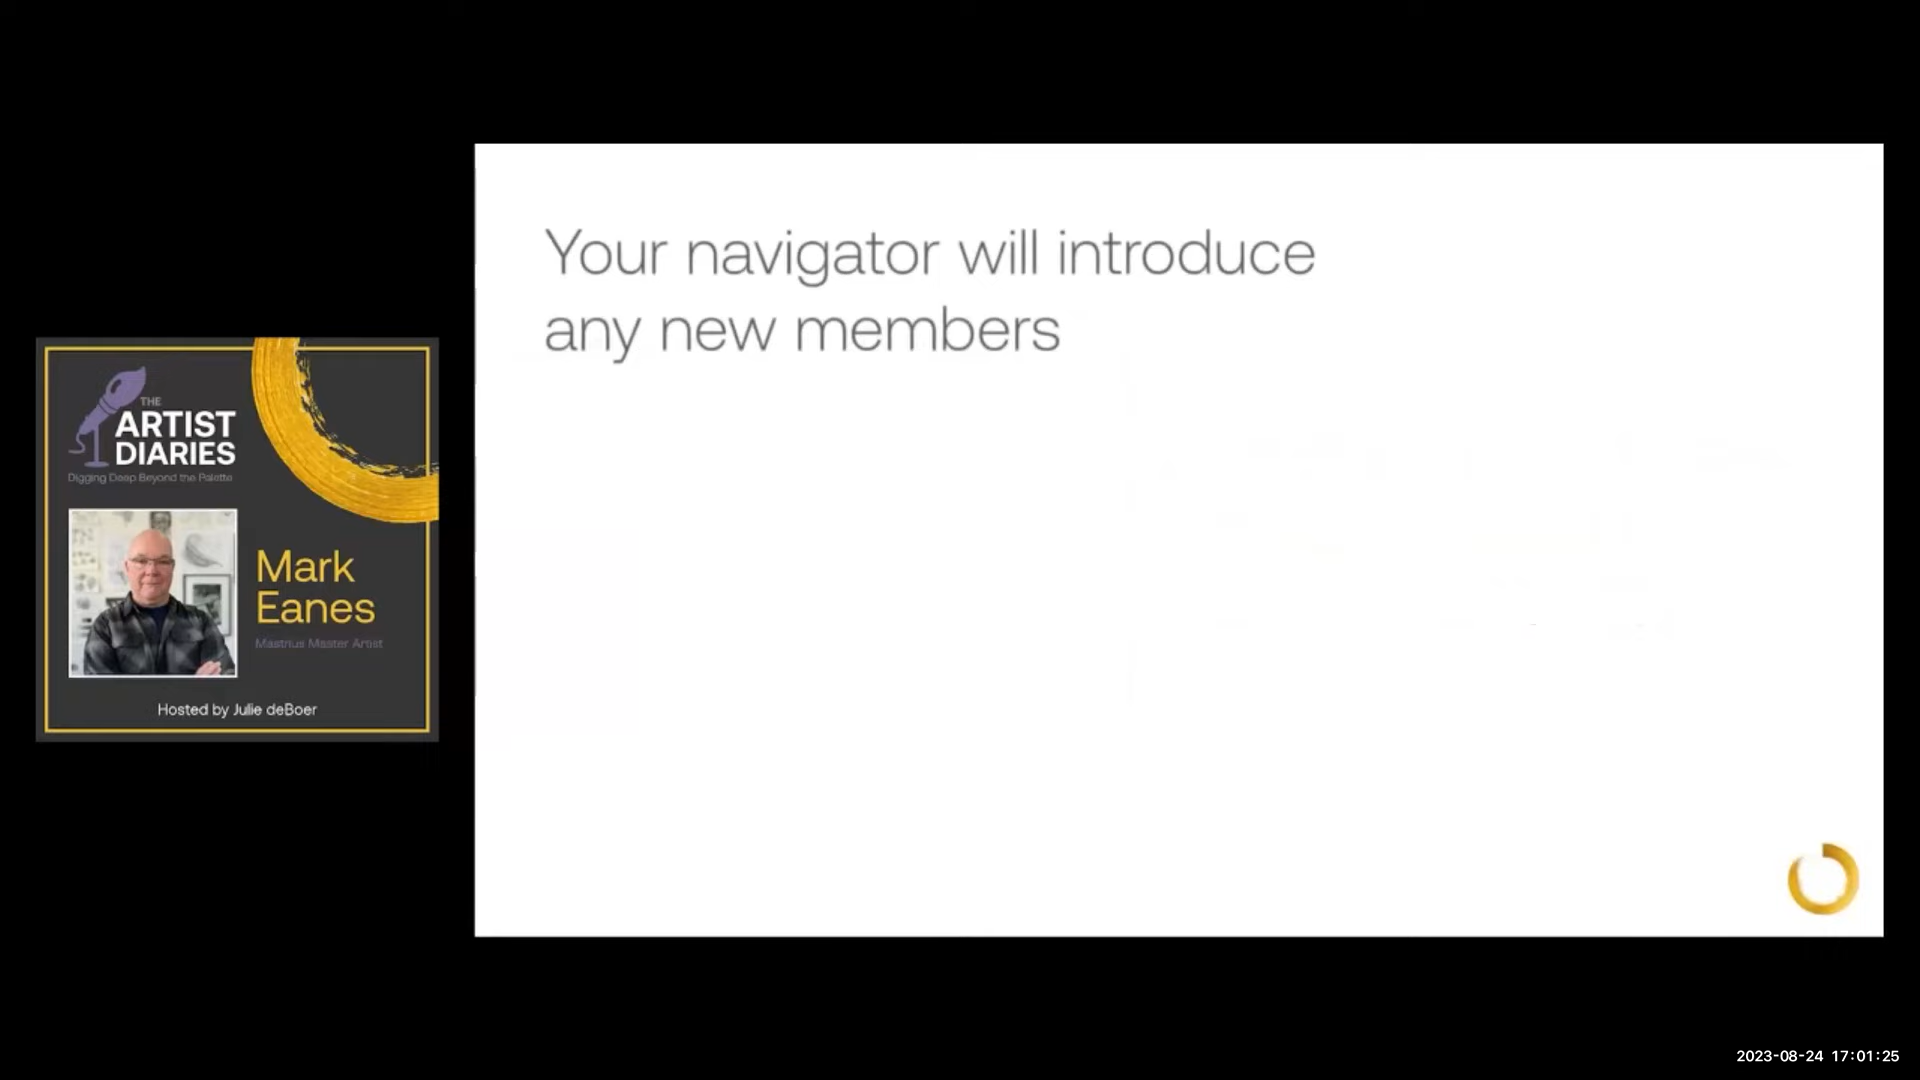 THE
ARTIST
DIARIES
Digging Deep Beyond the Palette
Mark
Eanes
Mastrius Master Artist
Hosted by Julie deBoer
Your navigator will introduce
any new members
2023-08-24 17:01:25